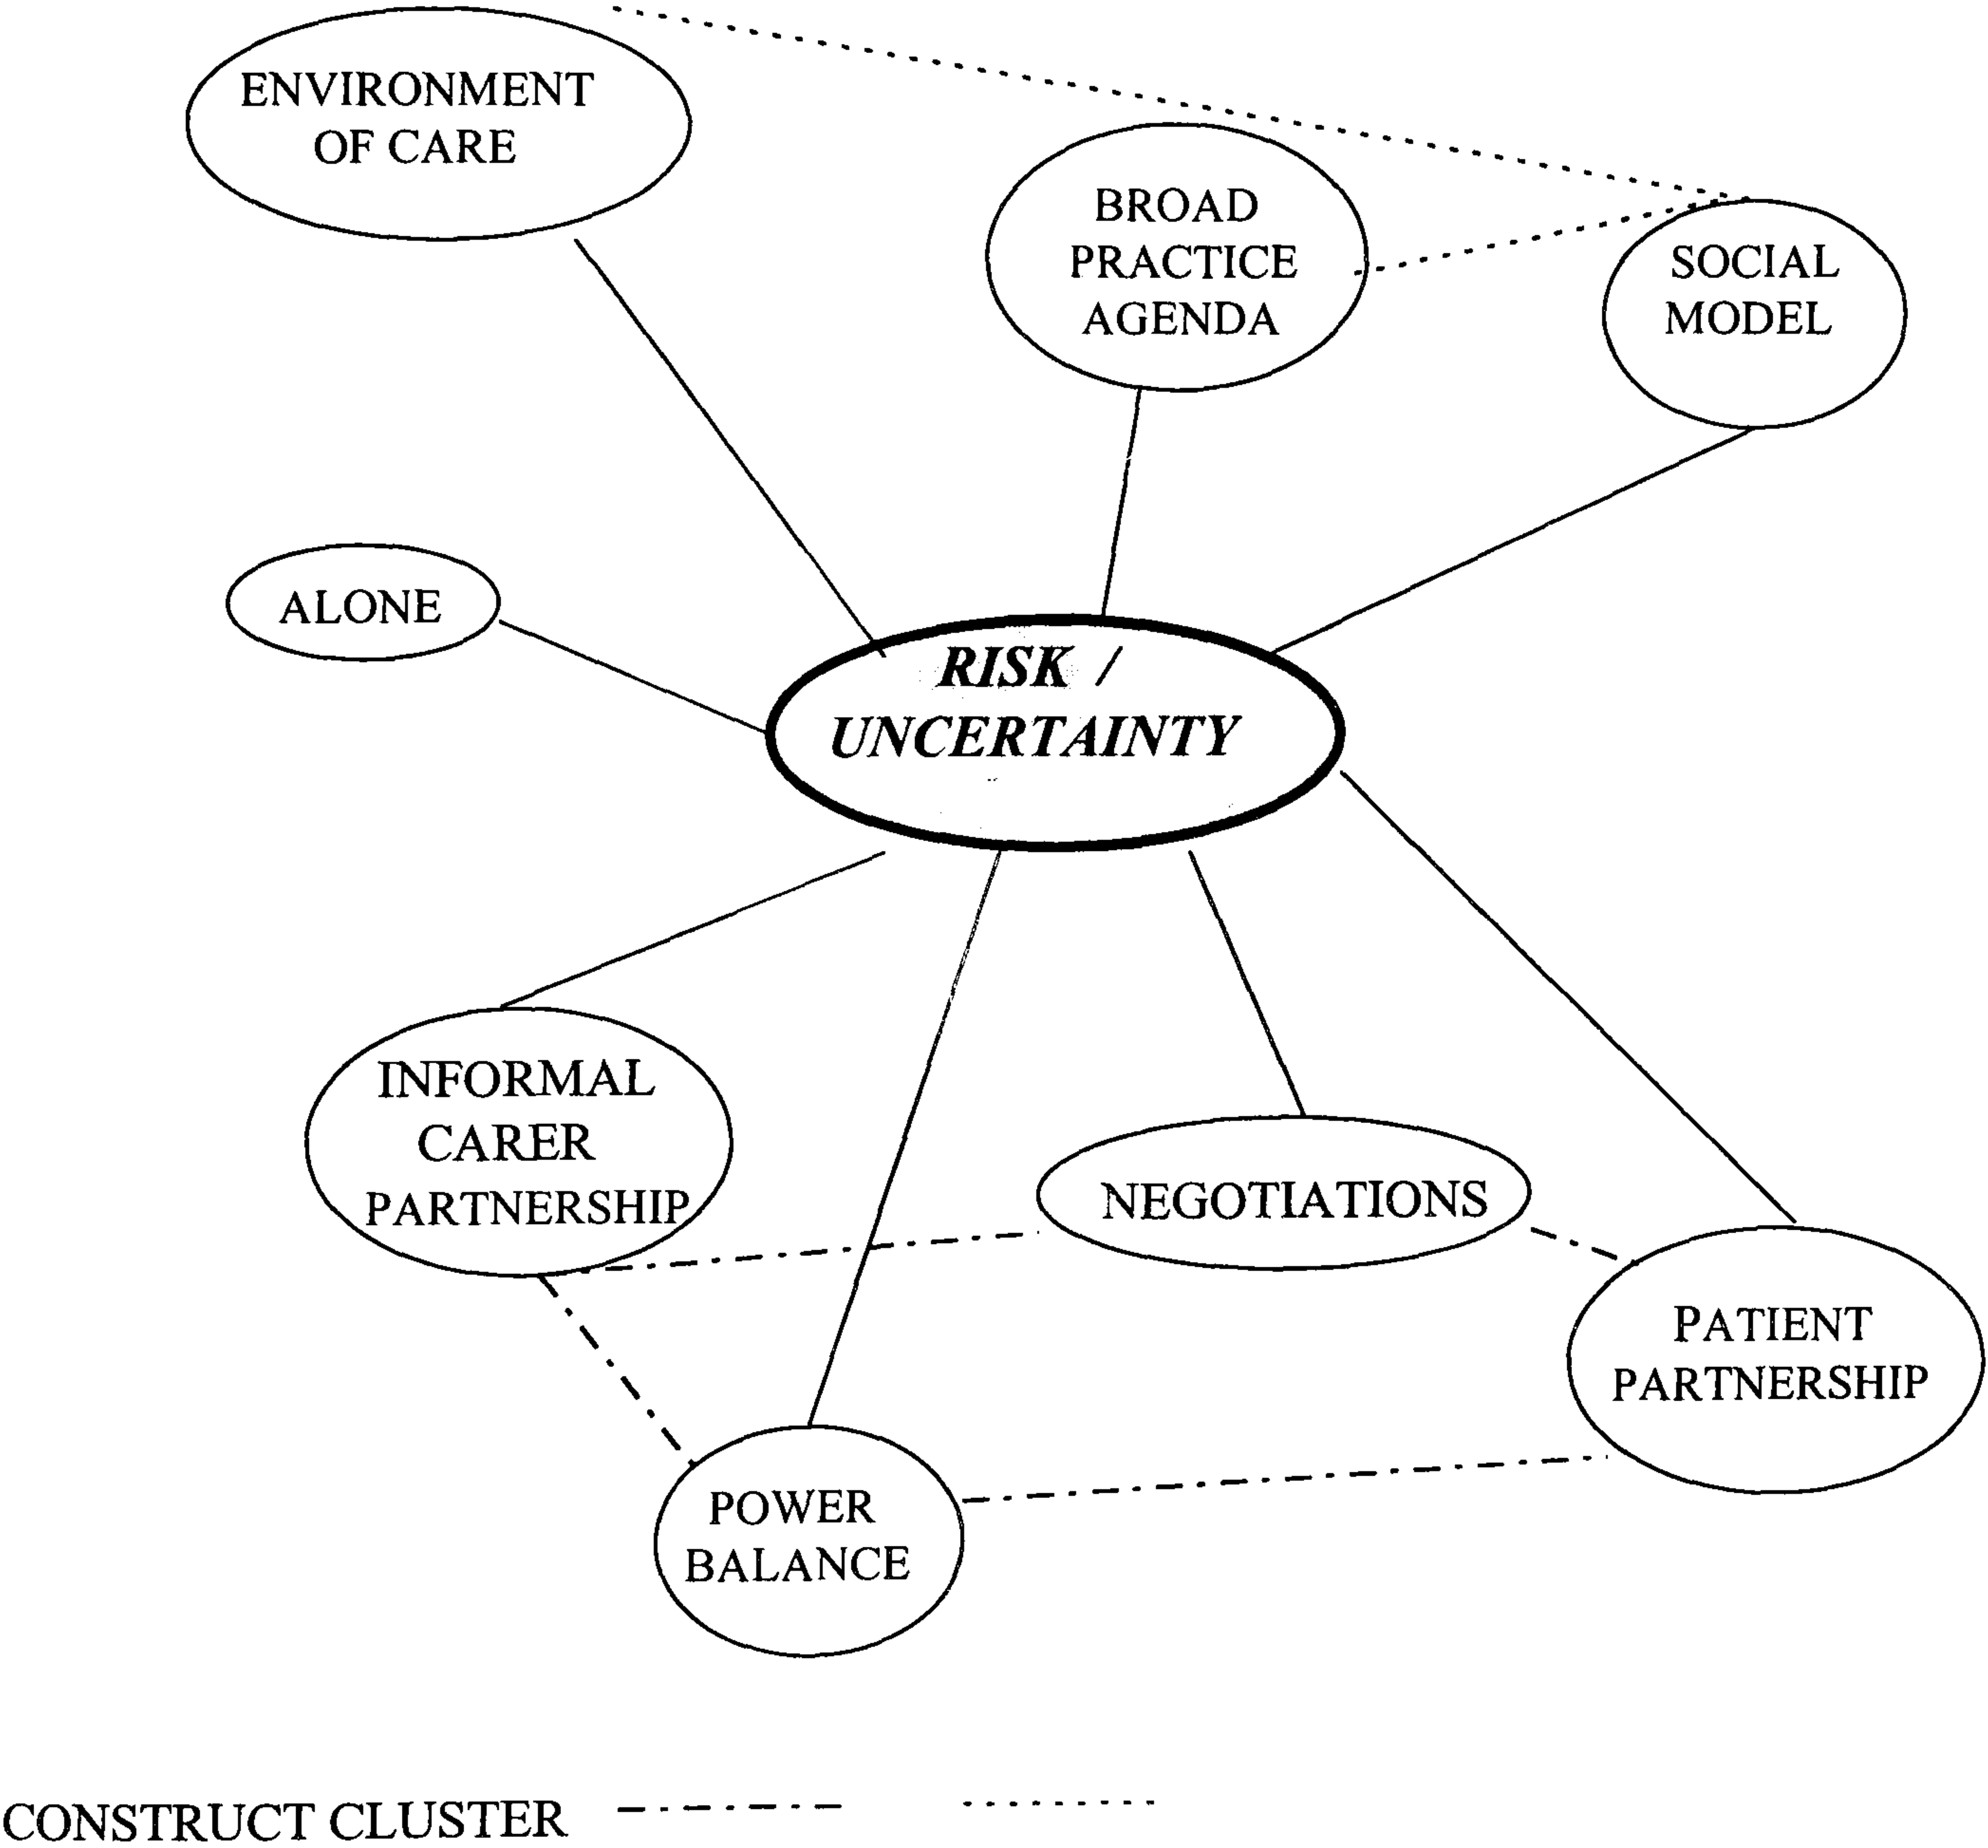 ENVIRONMENT
OF CARE
BROAD
PRACTICE
AGENDA
SOCIAL
MODEL
ALONE
RISK /
UNCERTAINTY
INFORMAL
CARER
PARTNERSHIP
NEGOTIATIONS
PATIENT
PARTNERSHIP
POWER
BALANCE
CONSTRUCT CLUSTER